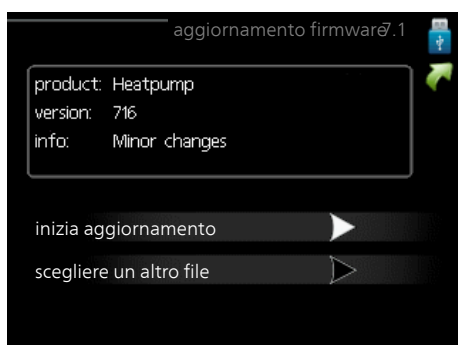 aggiornamento firmware7.1
product: Heatpump
version: 716
info: Minor changes
inizia aggiornamento
scegliere un altro file